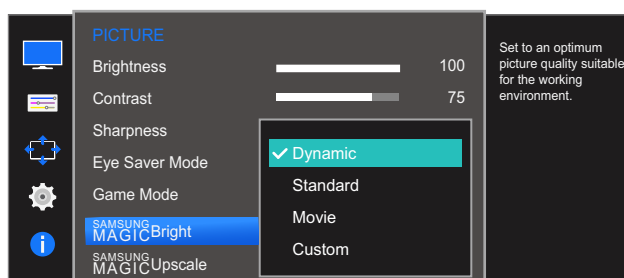 PICTURE
Brightness 100
Contrast 75
Sharpness
Eye Saver Mode
Game Mode
SAMSUNG
MAGICBright
SAMSUNG
MAGICUpscale
Dynamic
Standard
Movie
Custom
Set to an optimum
picture quality suitable
for the working
environment.